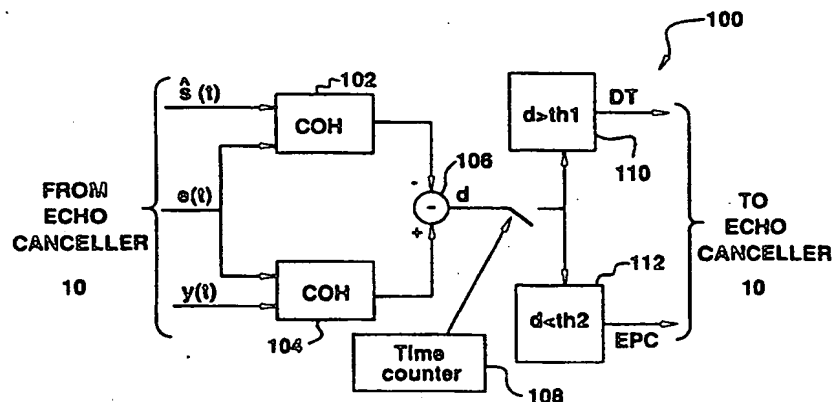 100
102
ŝ(t)
COH
d>th1
DT
110
106
-
FROM
ECHO
CANCELLER
10
e(t)
-
d
+
TO
ECHO
CANCELLER
10
y(t)
COH
104
112
d<th2
EPC
Time
counter
108